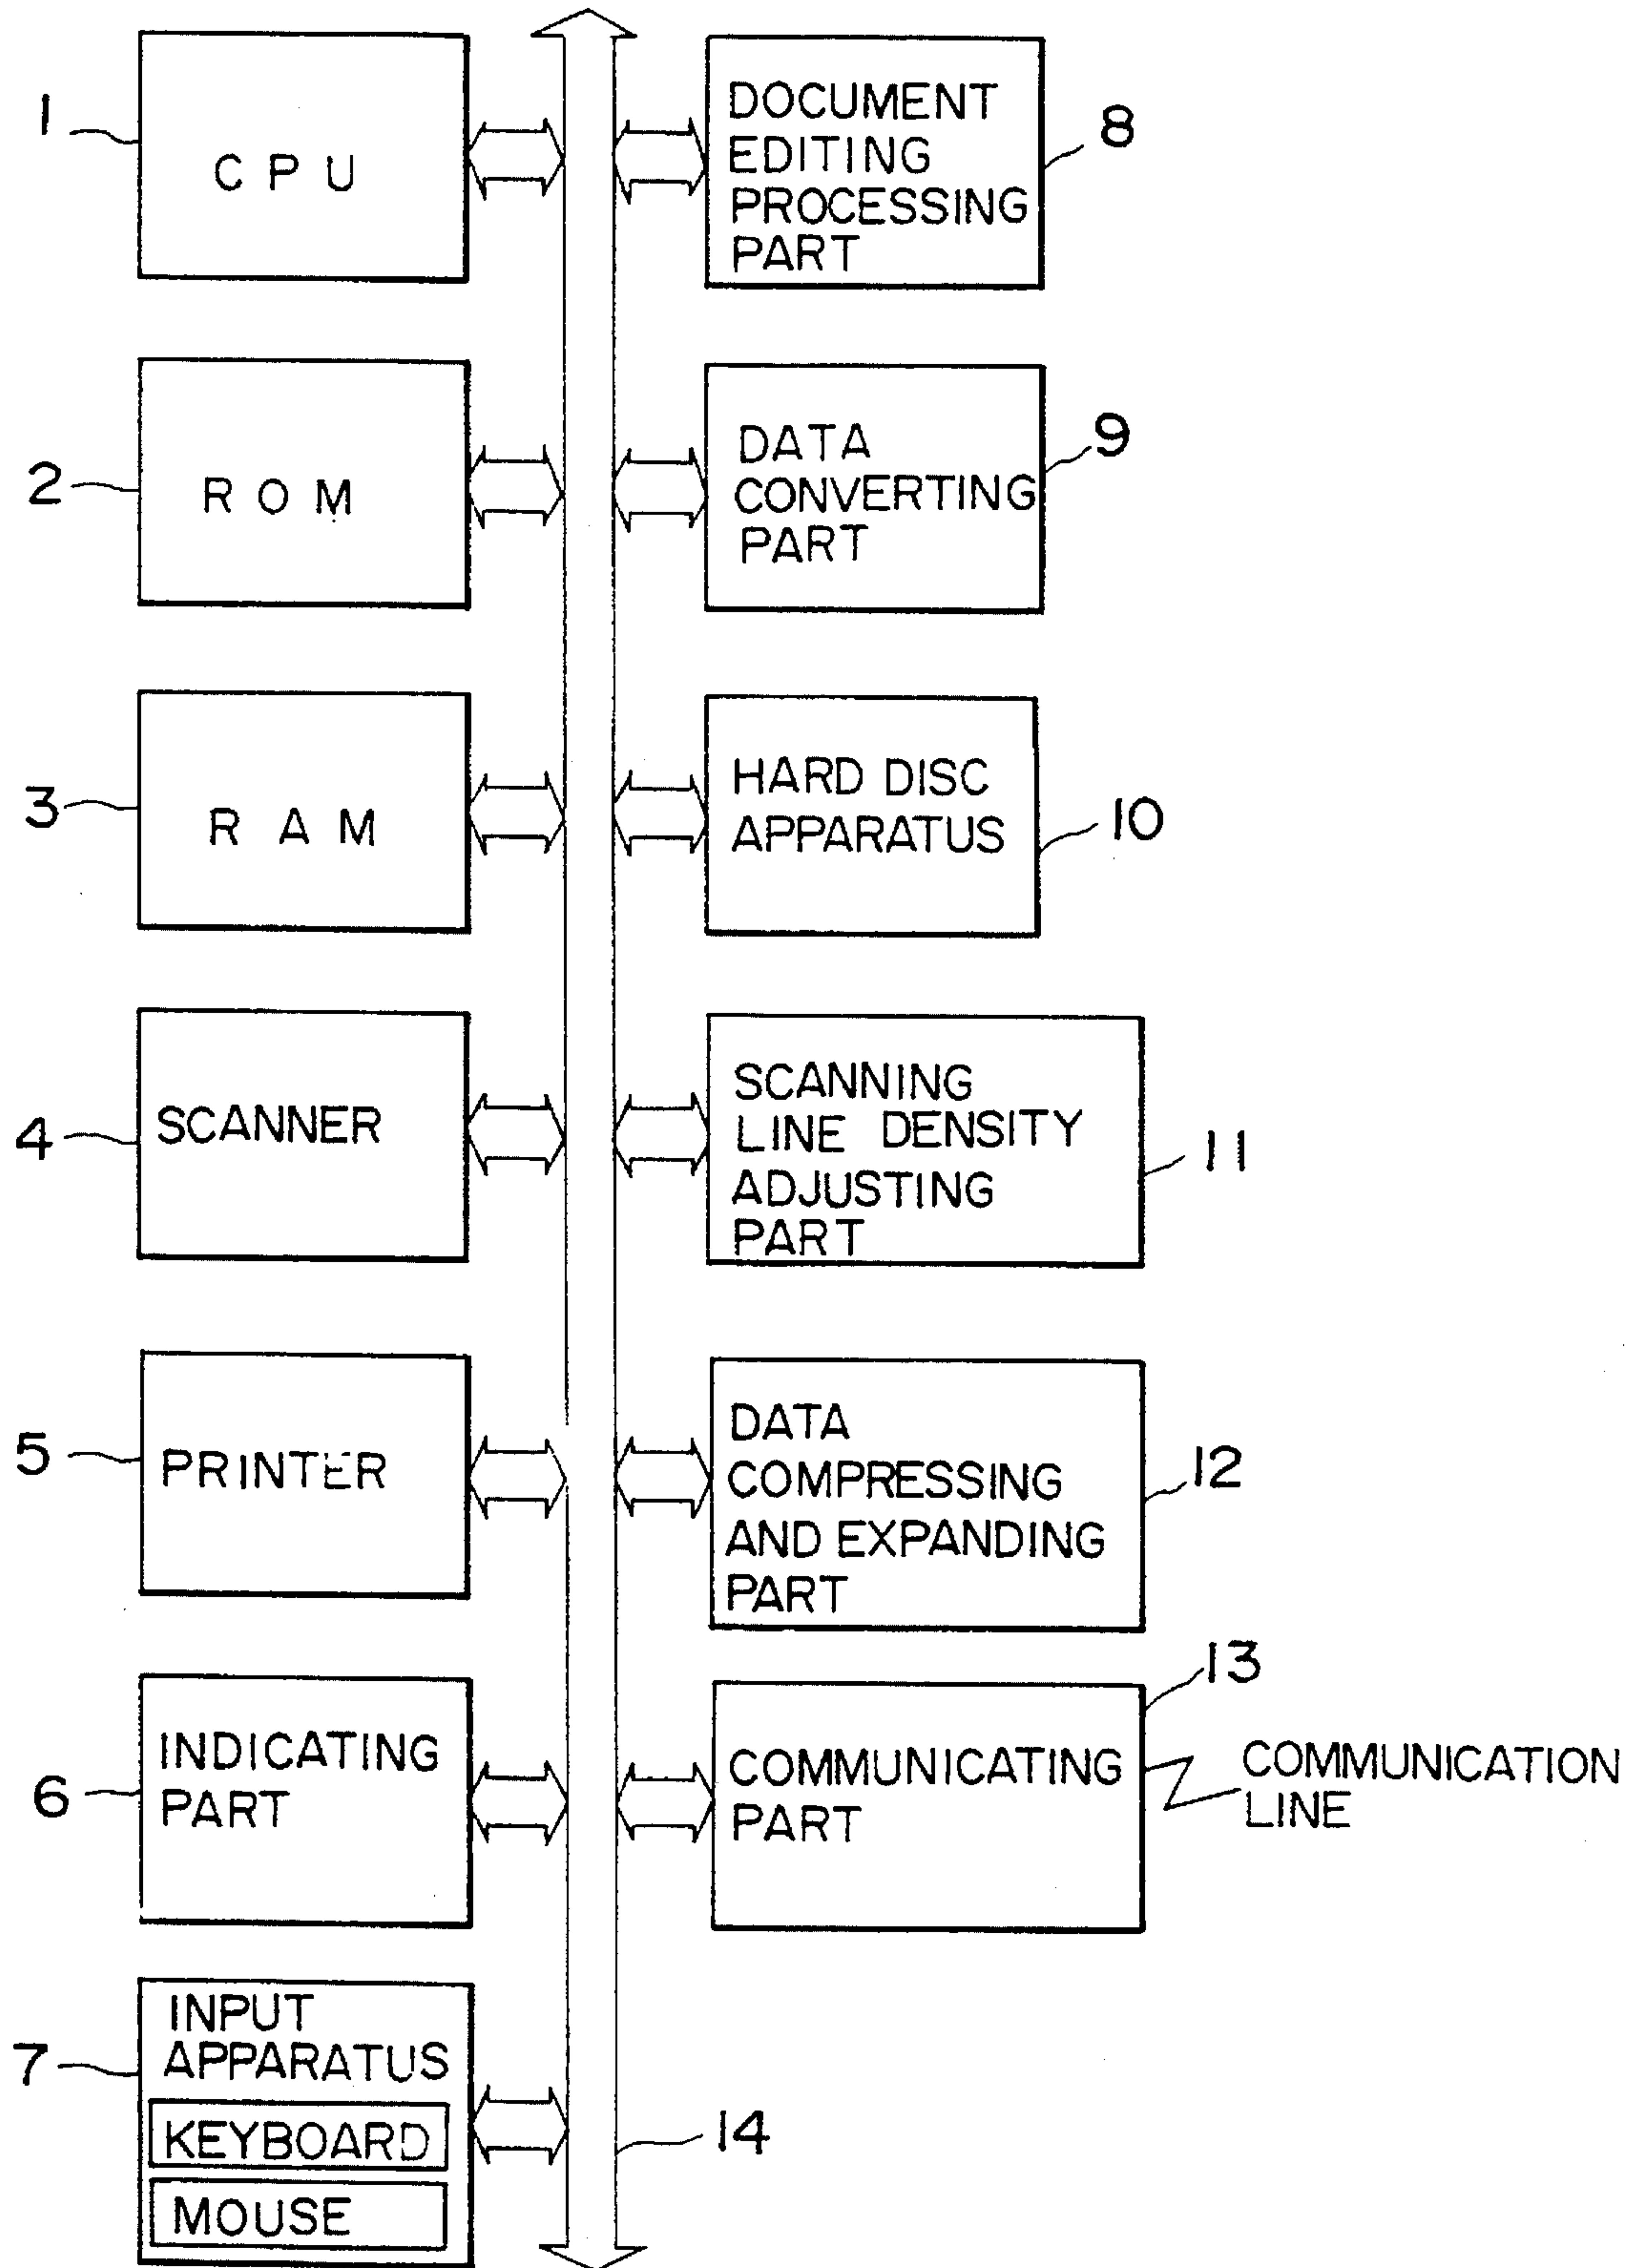 1
CPU
2
ROM
3
RAM
4
SCANNER
5
PRINTER
6
INDICATING
PART
7
INPUT
APPARATUS
KEYBOARD
MOUSE
DOCUMENT
EDITING
PROCESSING
PART
8
DATA
CONVERTING
PART
9
HARD DISC
APPARATUS
10
SCANNING
LINE DENSITY
ADJUSTING
PART
11
DATA
COMPRESSING
AND EXPANDING
PART
12
COMMUNICATING
PART
13
COMMUNICATION
LINE
14